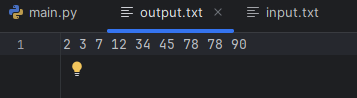 main.py output.txt input.txt
1 2 3 7 12 34 45 78 78 90